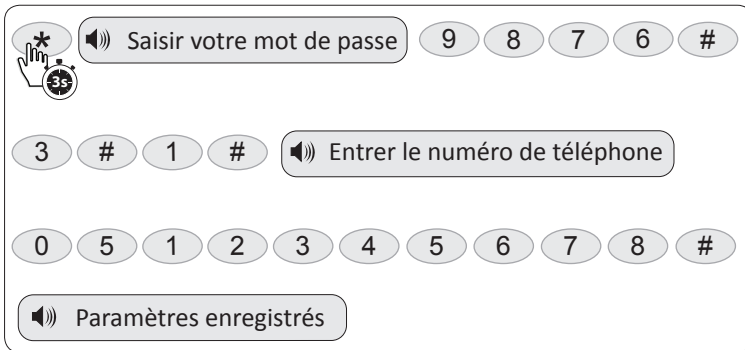 * Saisir votre mot de passe 9 8 7 6 #
3s
3 # 1 # Entrer le numéro de téléphone
0 5 1 2 3 4 5 6 7 8 #
Paramètres enregistrés